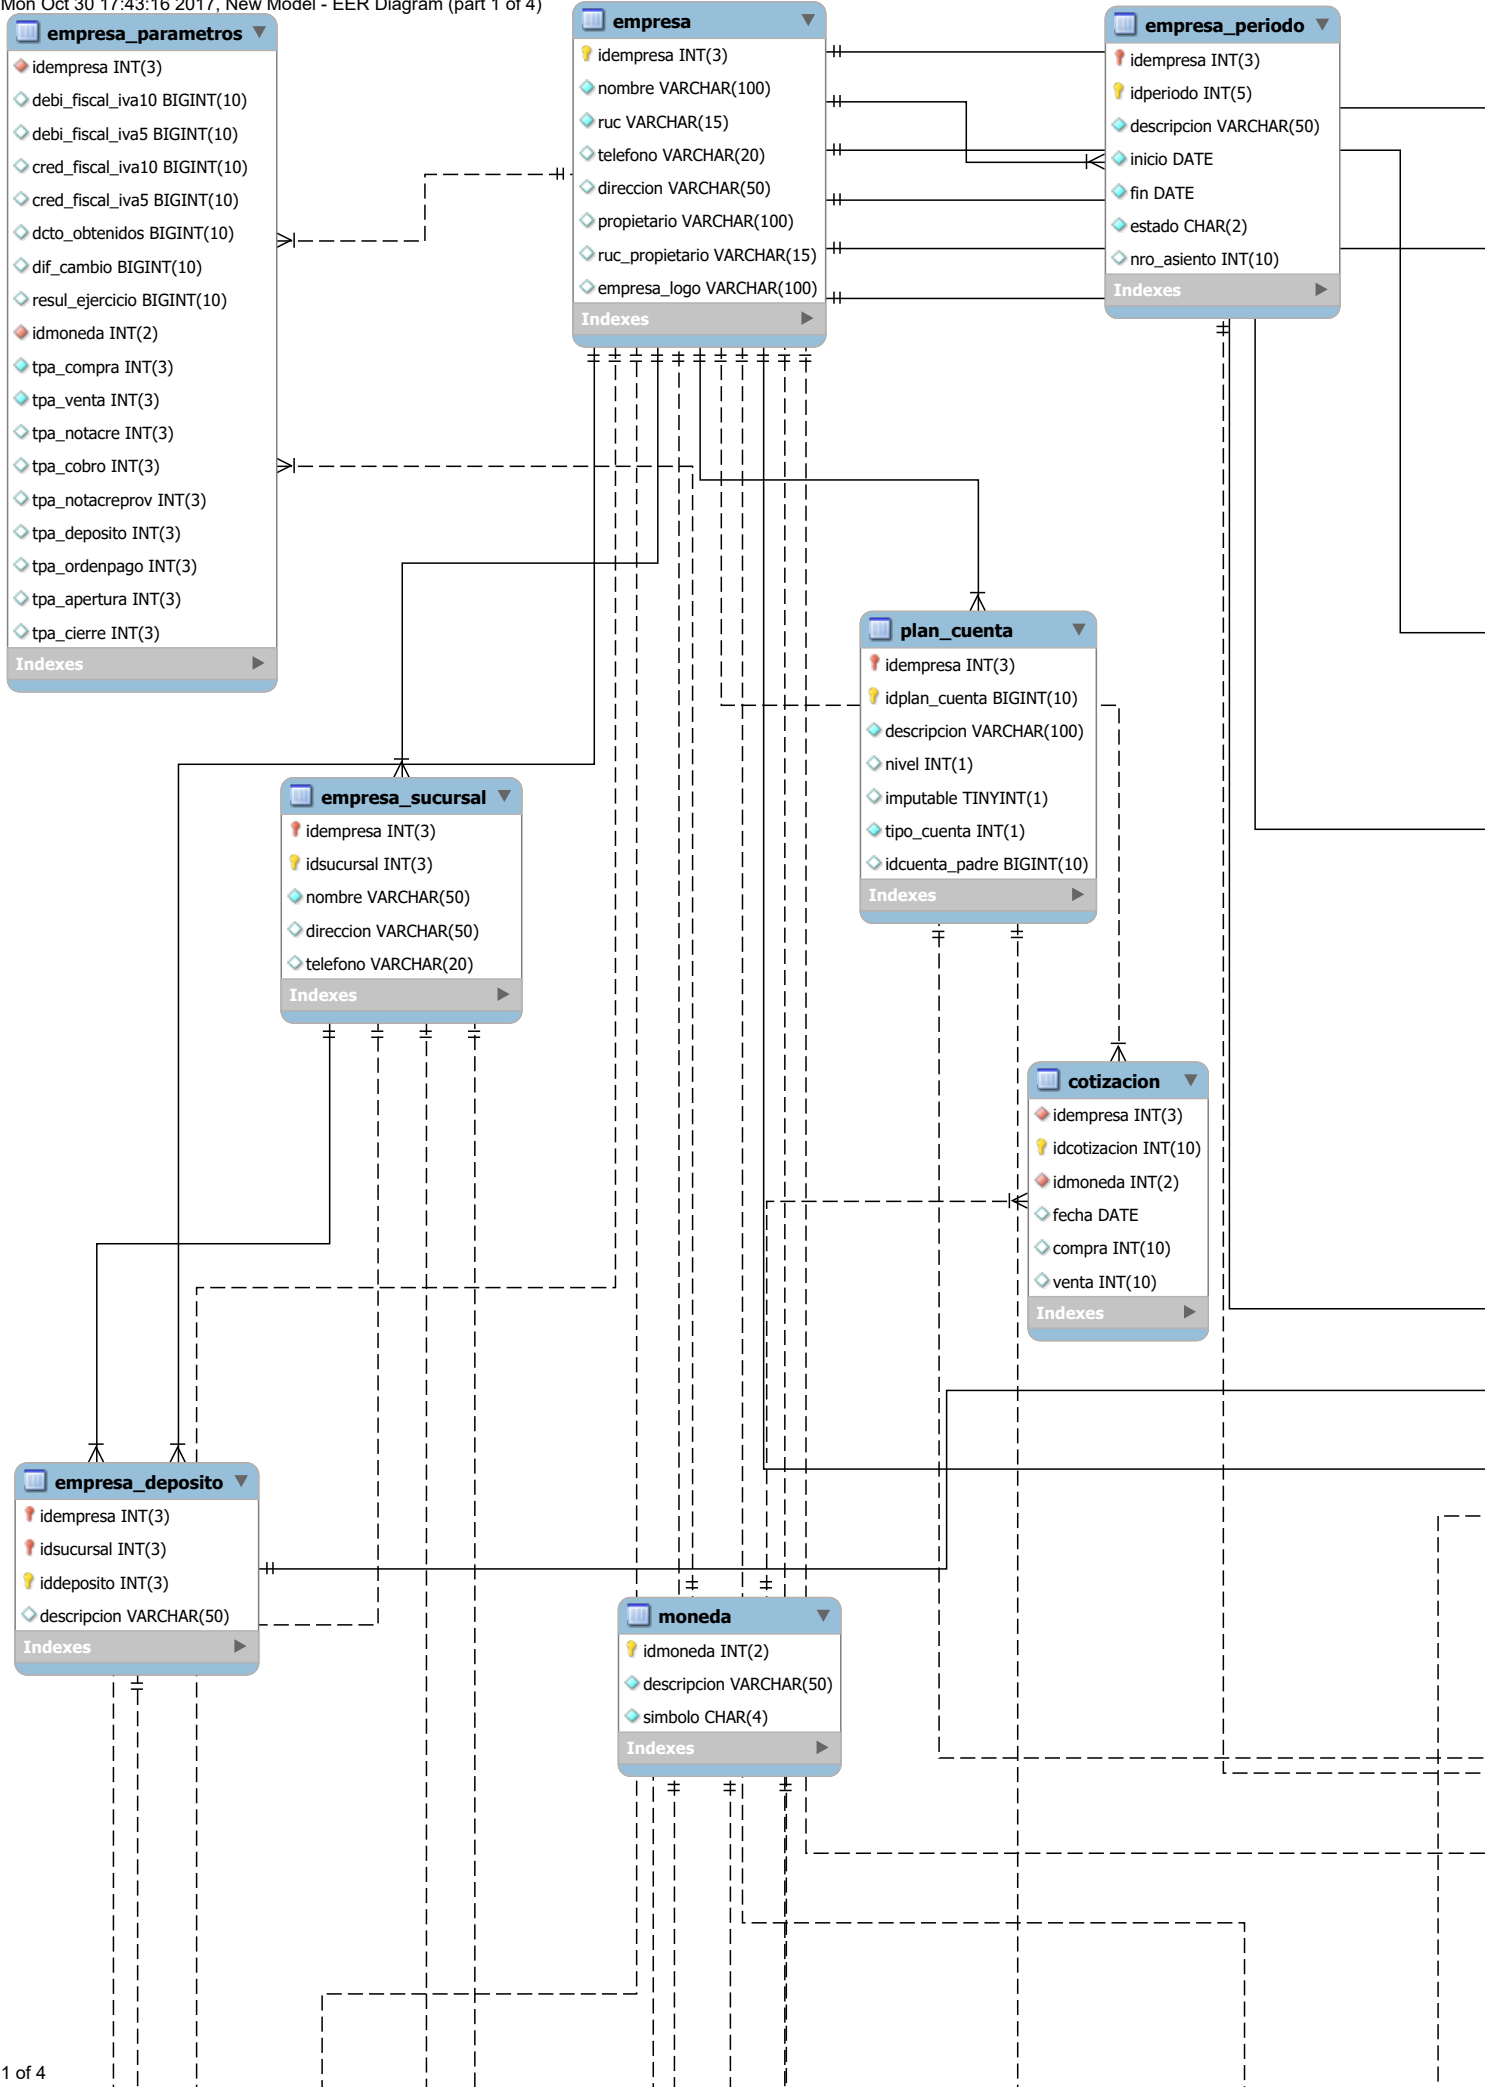 Mon Oct 30 17:43:16 2017, New Model - EER Diagram (part 1 of 4)
empresa_parametros
idempresa INT(3)
debi_fiscal_iva10 BIGINT(10)
debi_fiscal_iva5 BIGINT(10)
cred_fiscal_iva10 BIGINT(10)
cred_fiscal_iva5 BIGINT(10)
dcto_obtenidos BIGINT(10)
dif_cambio BIGINT(10)
resul_ejercicio BIGINT(10)
idmoneda INT(2)
tpa_compra INT(3)
tpa_venta INT(3)
tpa_notacre INT(3)
tpa_cobro INT(3)
tpa_notacreprov INT(3)
tpa_deposito INT(3)
tpa_ordenpago INT(3)
tpa_apertura INT(3)
tpa_cierre INT(3)
Indexes
empresa
idempresa INT(3)
nombre VARCHAR(100)
ruc VARCHAR(15)
telefono VARCHAR(20)
direccion VARCHAR(50)
propietario VARCHAR(100)
ruc_propietario VARCHAR(15)
empresa_logo VARCHAR(100)
Indexes
empresa_periodo
idempresa INT(3)
idperiodo INT(5)
descripcion VARCHAR(50)
inicio DATE
fin DATE
estado CHAR(2)
nro_asiento INT(10)
Indexes
plan_cuenta
idempresa INT(3)
idplan_cuenta BIGINT(10)
descripcion VARCHAR(100)
nivel INT(1)
imputable TINYINT(1)
tipo_cuenta INT(1)
idcuenta_padre BIGINT(10)
Indexes
empresa_sucursal
idempresa INT(3)
idsucursal INT(3)
nombre VARCHAR(50)
direccion VARCHAR(50)
telefono VARCHAR(20)
Indexes
cotizacion
idempresa INT(3)
idcotizacion INT(10)
idmoneda INT(2)
fecha DATE
compra INT(10)
venta INT(10)
Indexes
empresa_deposito
idempresa INT(3)
idsucursal INT(3)
iddeposito INT(3)
descripcion VARCHAR(50)
Indexes
moneda
idmoneda INT(2)
descripcion VARCHAR(50)
simbolo CHAR(4)
Indexes
1 of 4